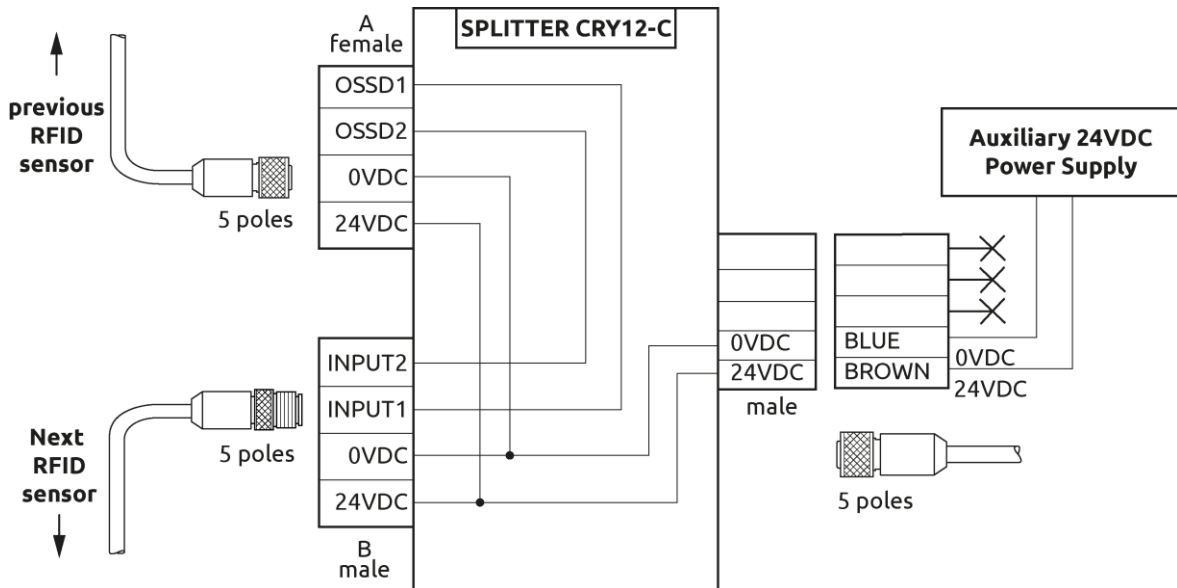 SPLITTER CRY12-C
A
female
OSSD1
OSSD2
0VDC
24VDC
previous
RFID
sensor
5 poles
INPUT2
INPUT1
0VDC
24VDC
B
male
Next
RFID
sensor
5 poles
0VDC
24VDC
male
BLUE
BROWN
0VDC
24VDC
5 poles
Auxiliary 24VDC
Power Supply